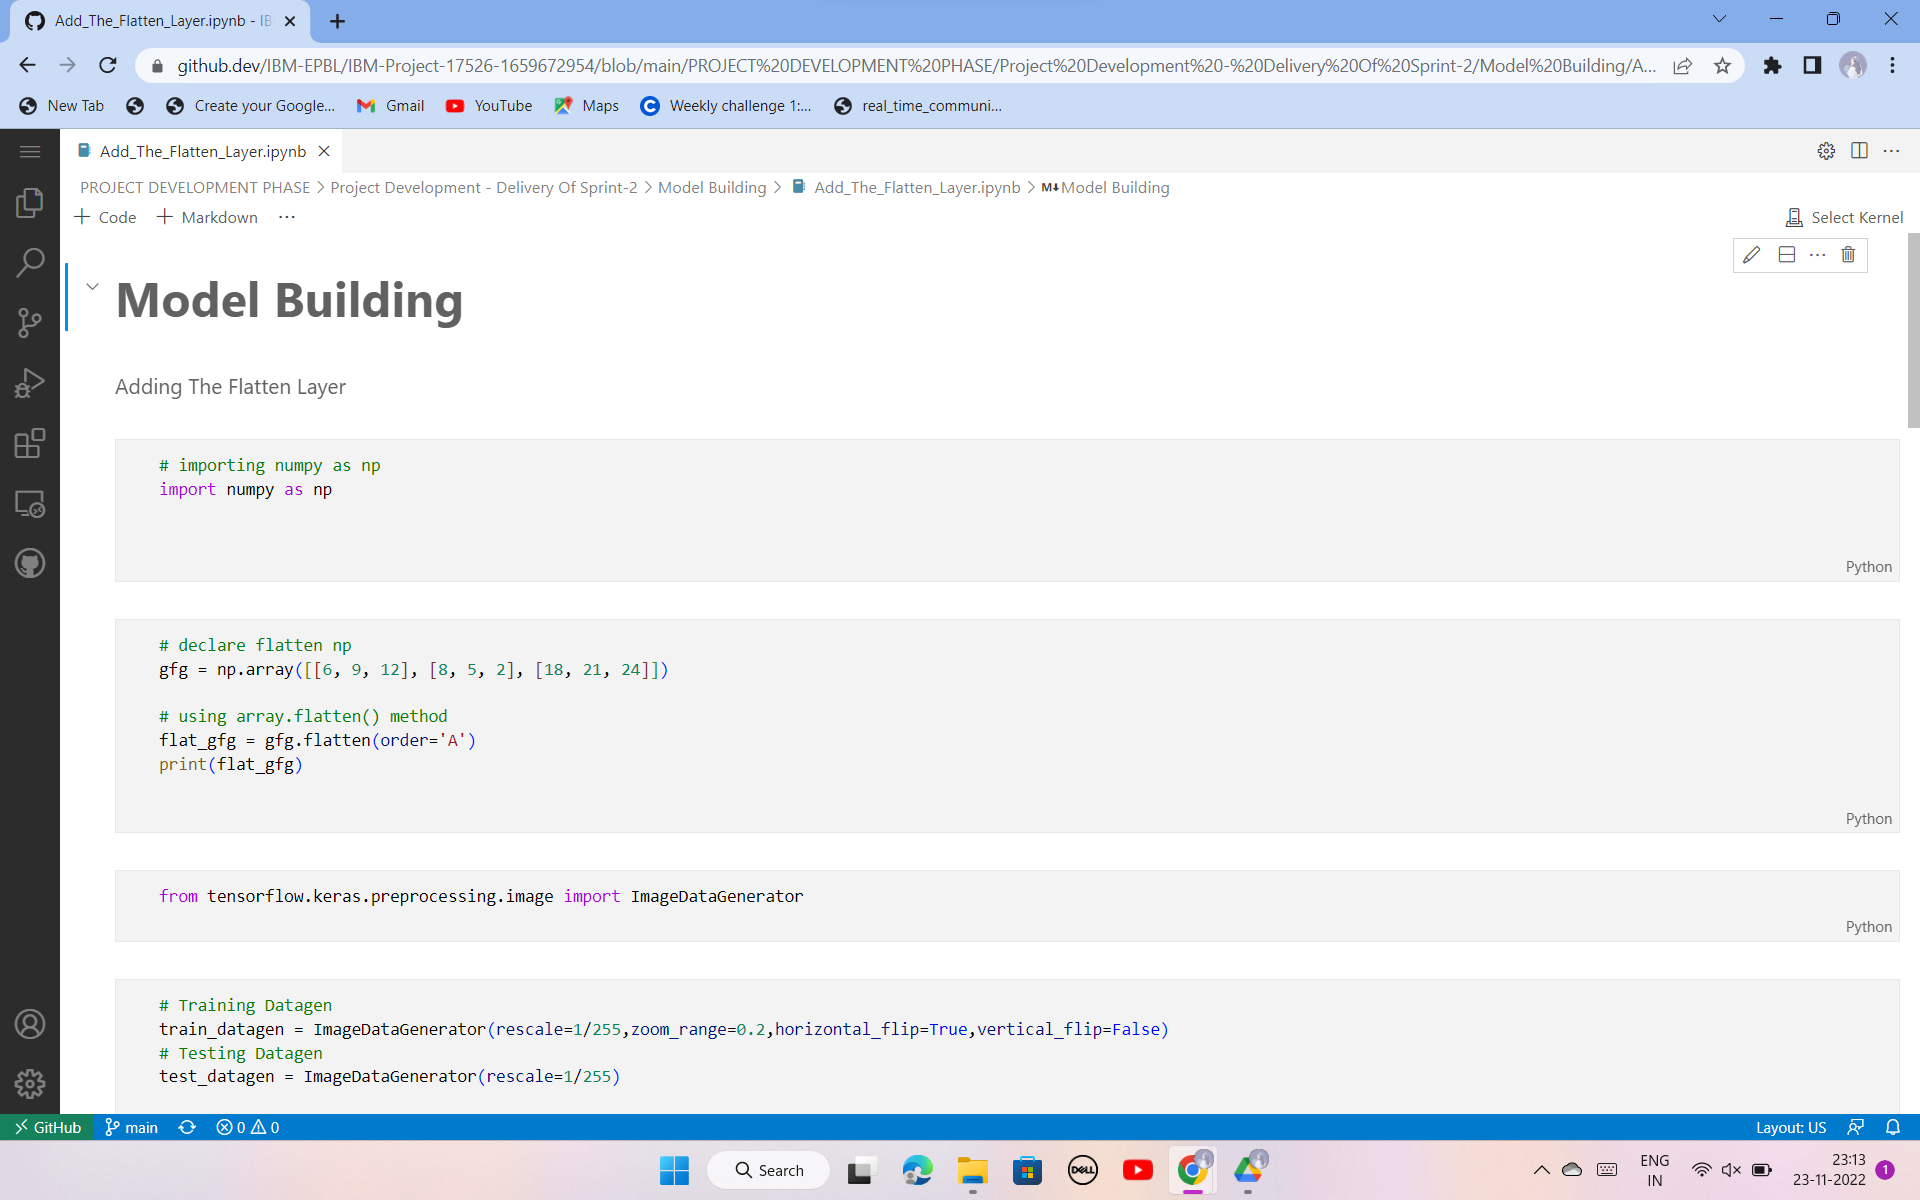 Add_The_Flatten_Layer.ipynb - IB
github.dev/IBM-EPBL/IBM-Project-17526-1659672954/blob/main/PROJECT%20DEVELOPMENT%20PHASE/Project%20Development%20-%20Delivery%20Of%20Sprint-2/Model%20Building/A...
New Tab
Create your Google...
Gmail
YouTube
Maps
Weekly challenge 1:...
real_time_communi...
Add_The_Flatten_Layer.ipynb
PROJECT DEVELOPMENT PHASE > Project Development - Delivery Of Sprint-2 > Model Building > Add_The_Flatten_Layer.ipynb > M↓ Model Building
+ Code + Markdown ...
Select Kernel
Model Building
Adding The Flatten Layer
# importing numpy as np
import numpy as np
Python
# declare flatten np
gfg = np.array([[6, 9, 12], [8, 5, 2], [18, 21, 24]])
# using array.flatten() method
flat_gfg = gfg.flatten(order='A')
print(flat_gfg)
Python
from tensorflow.keras.preprocessing.image import ImageDataGenerator
Python
# Training Datagen
train_datagen = ImageDataGenerator(rescale=1/255,zoom_range=0.2,horizontal_flip=True,vertical_flip=False)
# Testing Datagen
test_datagen = ImageDataGenerator(rescale=1/255)
GitHub main 0 0
Layout: US
Search
DELL
ENG
IN
23:13
23-11-2022
1